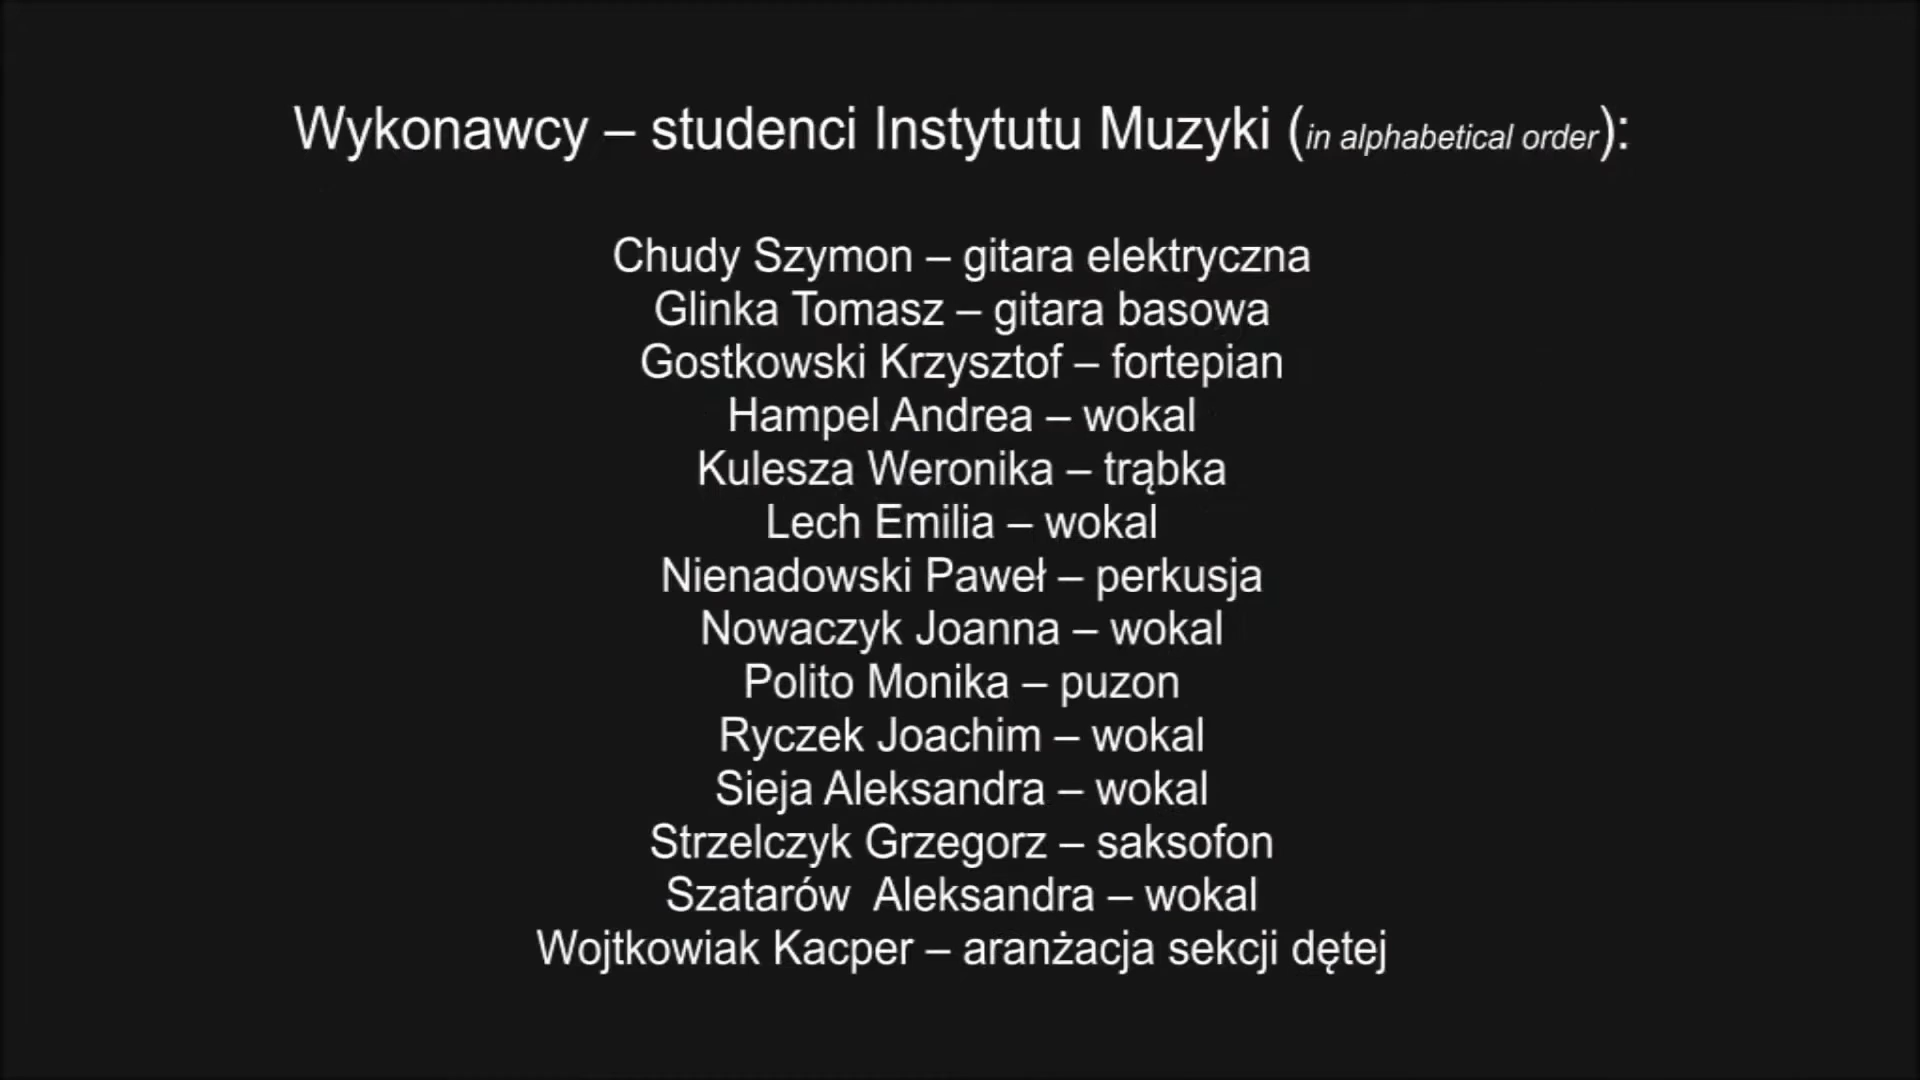 Wykonawcy – studenci Instytutu Muzyki (in alphabetical order):
Chudy Szymon – gitara elektryczna
Glinka Tomasz – gitara basowa
Gostkowski Krzysztof – fortepian
Hampel Andrea – wokal
Kulesza Weronika – trąbka
Lech Emilia – wokal
Nienadowski Paweł – perkusja
Nowaczyk Joanna – wokal
Polito Monika – puzon
Ryczek Joachim – wokal
Sieja Aleksandra – wokal
Strzelczyk Grzegorz – saksofon
Szatarów  Aleksandra – wokal
Wojtkowiak Kacper – aranżacja sekcji dętej